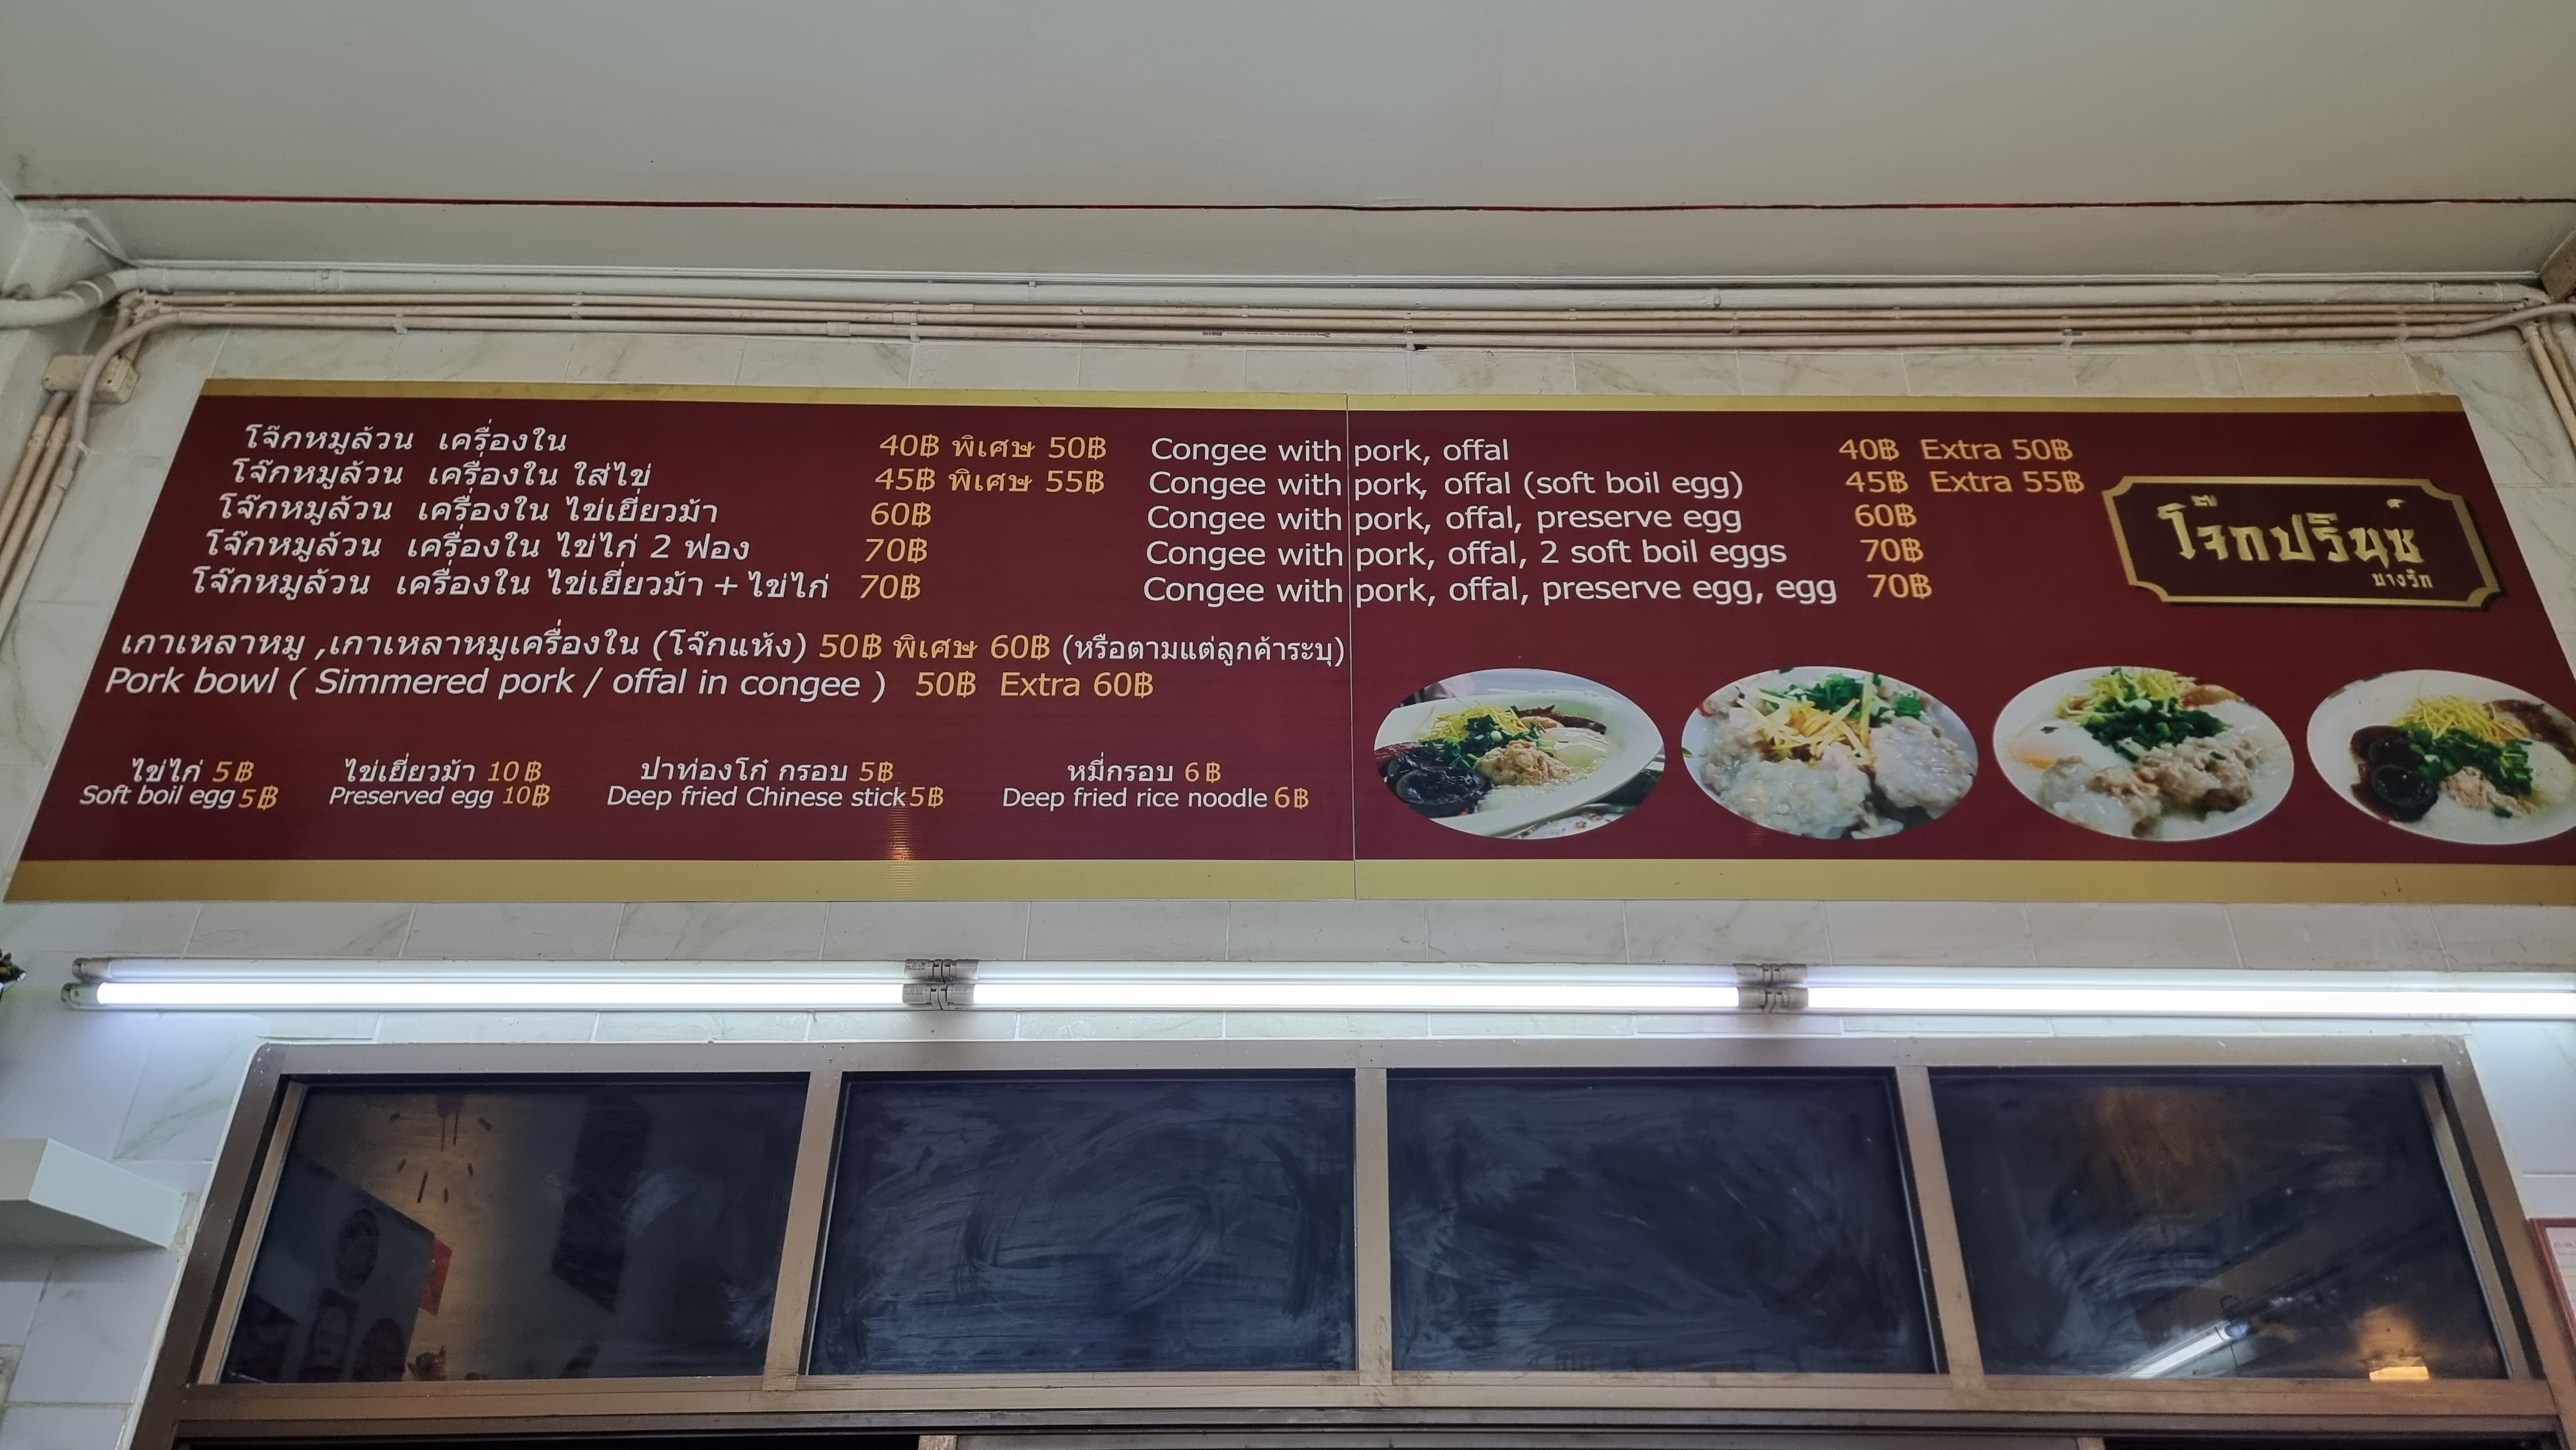 โจ๊กหมูล้วน เครื่องใน 40฿ พิเศษ 50฿
โจ๊กหมูล้วน เครื่องใน ใส่ไข่ 45฿ พิเศษ 55฿
โจ๊กหมูล้วน เครื่องใน ไข่เยี่ยวม้า 60฿
โจ๊กหมูล้วน เครื่องใน ไข่ไก่ 2 ฟอง 70฿
โจ๊กหมูล้วน เครื่องใน ไข่เยี่ยวม้า + ไข่ไก่ 70฿
Congee with pork, offal 40฿ Extra 50฿
Congee with pork, offal (soft boil egg) 45฿ Extra 55฿
Congee with pork, offal, preserve egg 60฿
Congee with pork, offal, 2 soft boil eggs 70฿
Congee with pork, offal, preserve egg, egg 70฿
โจ๊กปรินซ์
บางรัก
เกาเหลาหมู ,เกาเหลาหมูเครื่องใน (โจ๊กแห้ง) 50฿ พิเศษ 60฿ (หรือตามแต่ลูกค้าระบุ)
Pork bowl ( Simmered pork / offal in congee ) 50฿ Extra 60฿
ไข่ไก่ 5฿
Soft boil egg 5฿
ไข่เยี่ยวม้า 10฿
Preserved egg 10฿
ปาท่องโก๋ กรอบ 5฿
Deep fried Chinese stick 5฿
หมี่กรอบ 6฿
Deep fried rice noodle 6฿